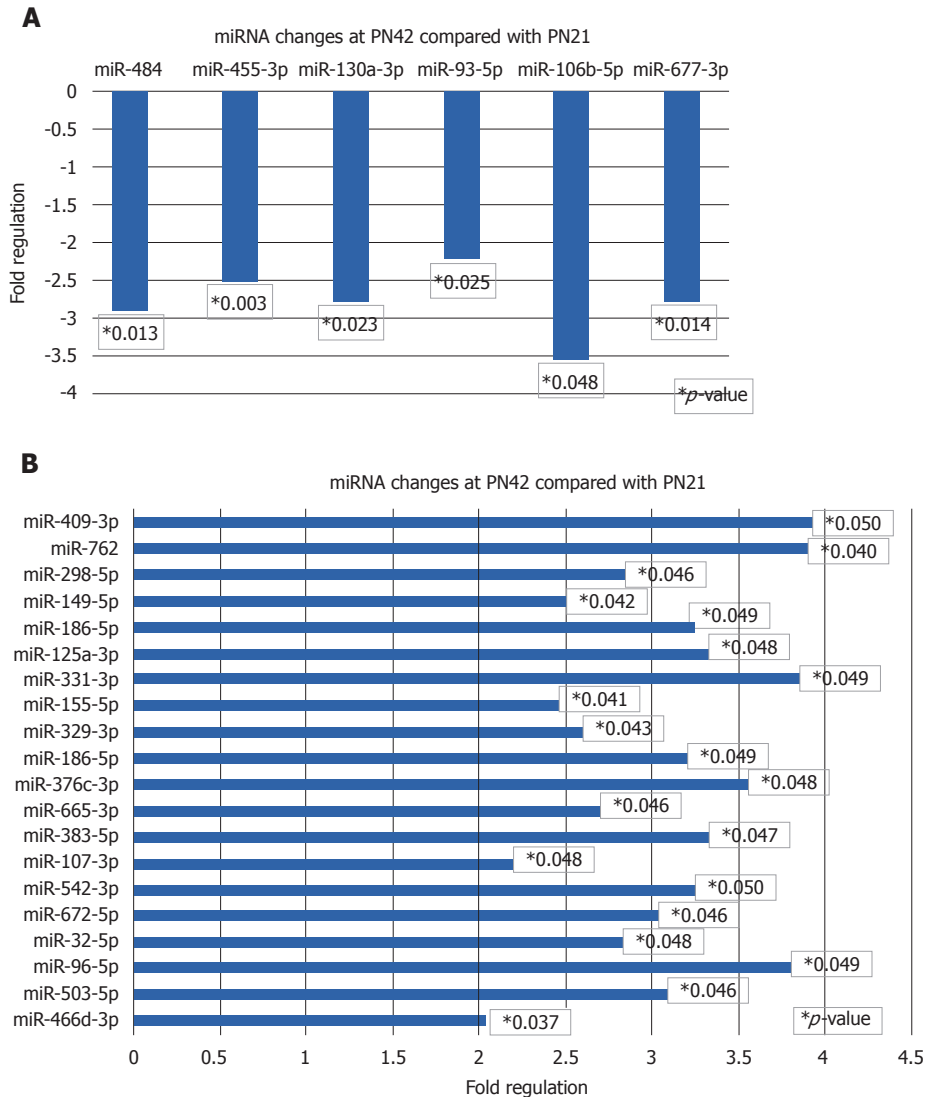 A
miRNA changes at PN42 compared with PN21
miR-484 miR-455-3p miR-130a-3p miR-93-5p miR-106b-5p miR-677-3p
0
-0.5
-1
-1.5
-2
-2.5
-3
-3.5
-4
Fold regulation
*0.013
*0.003
*0.023
*0.025
*0.048
*0.014
*p-value
B
miRNA changes at PN42 compared with PN21
miR-409-3p *0.050
miR-762 *0.040
miR-298-5p *0.046
miR-149-5p *0.042
miR-186-5p *0.049
miR-125a-3p *0.048
miR-331-3p *0.049
miR-155-5p *0.041
miR-329-3p *0.043
miR-186-5p *0.049
miR-376c-3p *0.048
miR-665-3p *0.046
miR-383-5p *0.047
miR-107-3p *0.048
miR-542-3p *0.050
miR-672-5p *0.046
miR-32-5p *0.048
miR-96-5p *0.049
miR-503-5p *0.046
miR-466d-3p *0.037
*p-value
0 0.5 1 1.5 2 2.5 3 3.5 4 4.5
Fold regulation